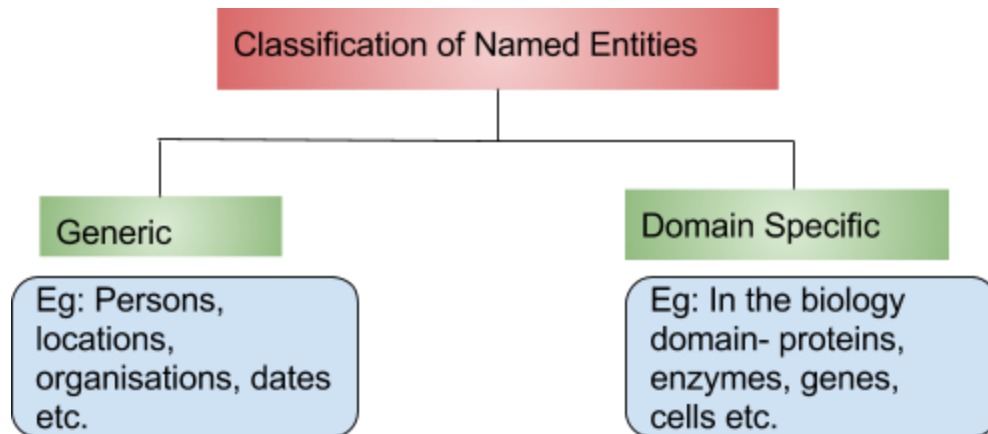 Classification of Named Entities
Generic
Domain Specific
Eg: Persons,
locations,
organisations, dates
etc.
Eg: In the biology
domain- proteins,
enzymes, genes,
cells etc.